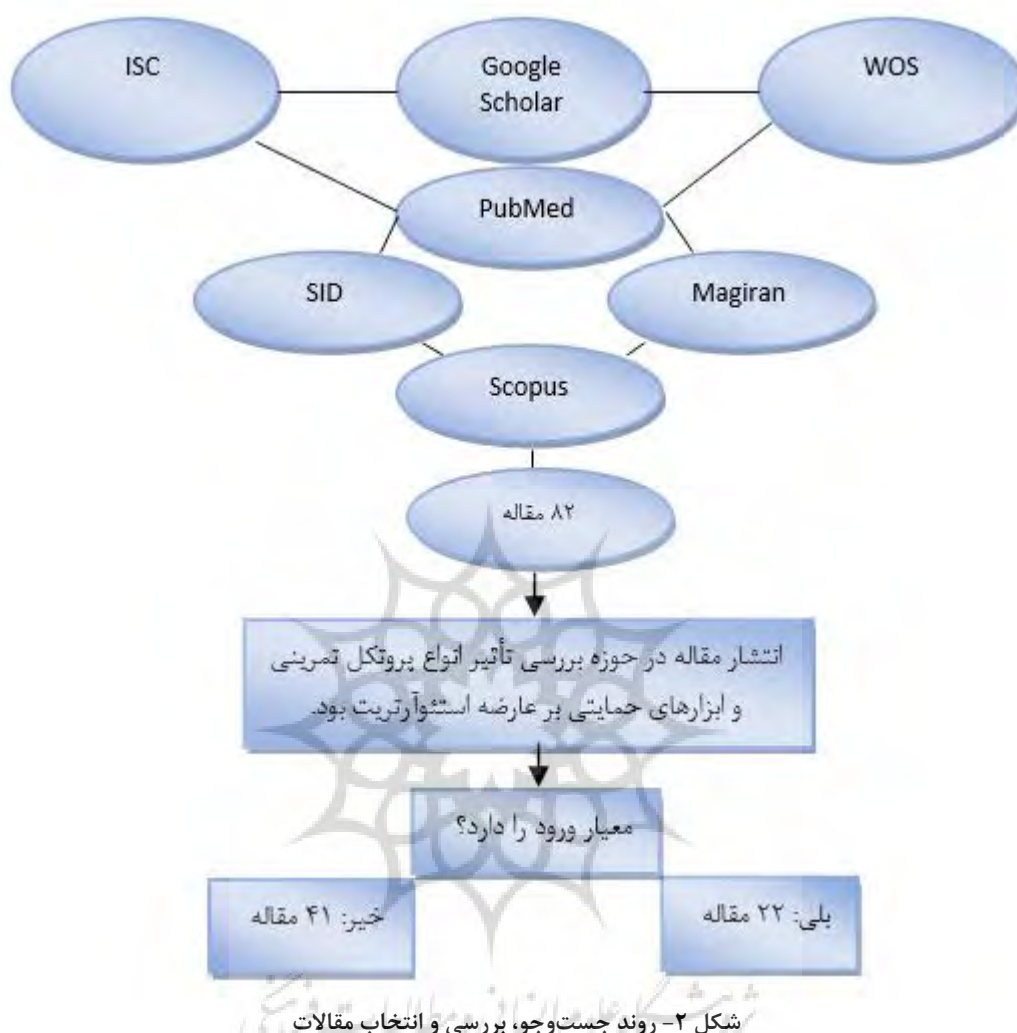 ISC
Google
Scholar
WOS
PubMed
SID
Magiran
Scopus
۸۲ مقاله
انتشار مقاله در حوزه بررسی تأثیر انواع پروتکل تمرینی
و ابزارهای حمایتی بر عارضه استئوآرتریت بود.
معیار ورود را دارد؟
خیر: ۴۱ مقاله
بلی: ۲۲ مقاله
شکل ۲- روند جست‌وجو، بررسی و انتخاب مقالات